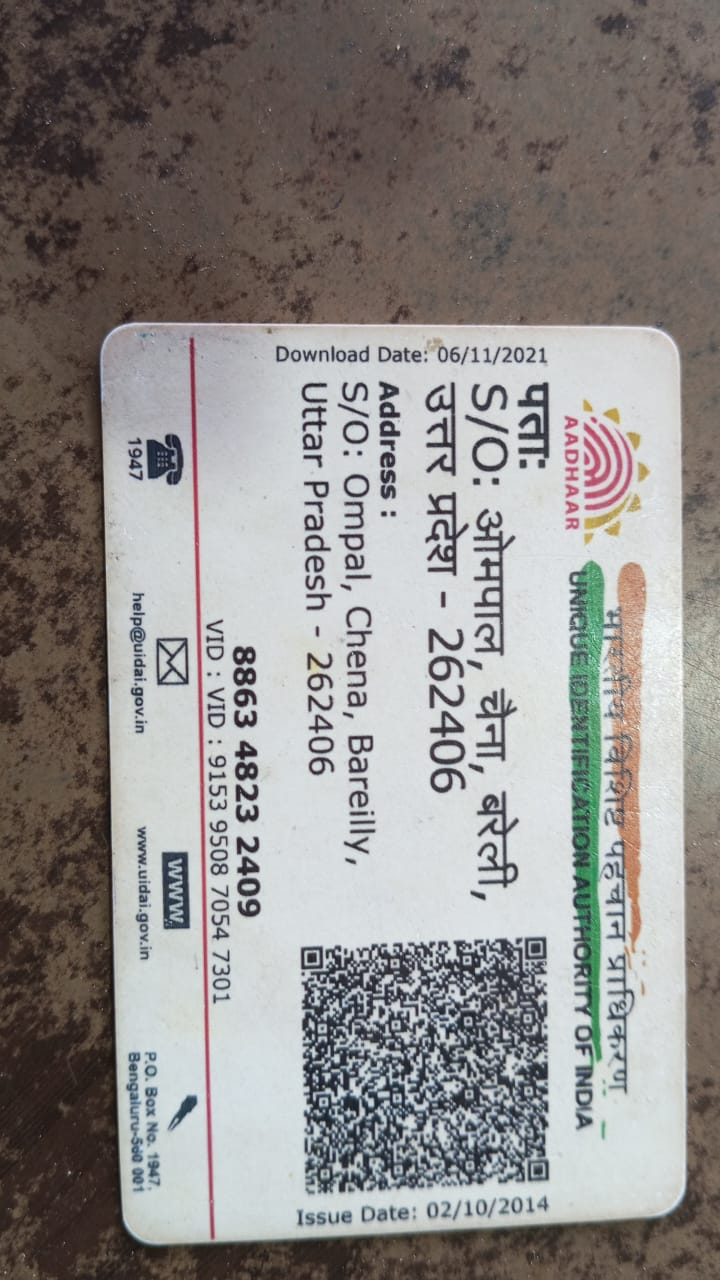 भारतीय विशिष्ट पहचान प्राधिकरण
UNIQUE IDENTIFICATION AUTHORITY OF INDIA
AADHAAR
पता:
S/O: ओमपाल, चैना, बरेली,
उत्तर प्रदेश - 262406
Address :
S/O: Ompal, Chena, Bareilly,
Uttar Pradesh - 262406
Download Date: 06/11/2021
Issue Date: 02/10/2014
8863 4823 2409
VID : VID : 9153 9508 7054 7301
1947
help@uidai.gov.in
www
www.uidai.gov.in
P.O. Box No. 1947,
Bengaluru-560 001